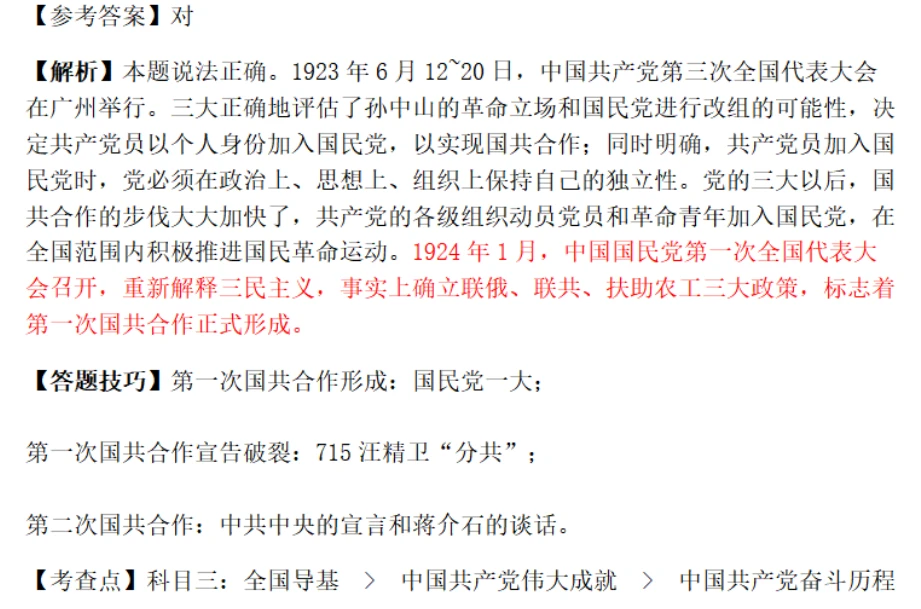 【参考答案】对
【解析】本题说法正确。1923 年 6 月 12~20 日，中国共产党第三次全国代表大会
在广州举行。三大正确地评估了孙中山的革命立场和国民党进行改组的可能性，决
定共产党员以个人身份加入国民党，以实现国共合作；同时明确，共产党员加入国
民党时，党必须在政治上、思想上、组织上保持自己的独立性。党的三大以后，国
共合作的步伐大大加快了，共产党的各级组织动员党员和革命青年加入国民党，在
全国范围内积极推进国民革命运动。1924 年 1 月，中国国民党第一次全国代表大
会召开，重新解释三民主义，事实上确立联俄、联共、扶助农工三大政策，标志着
第一次国共合作正式形成。
【答题技巧】第一次国共合作形成：国民党一大；
第一次国共合作宣告破裂：715 汪精卫“分共”；
第二次国共合作：中共中央的宣言和蒋介石的谈话。
【考查点】科目三：全国导基 > 中国共产党伟大成就 > 中国共产党奋斗历程